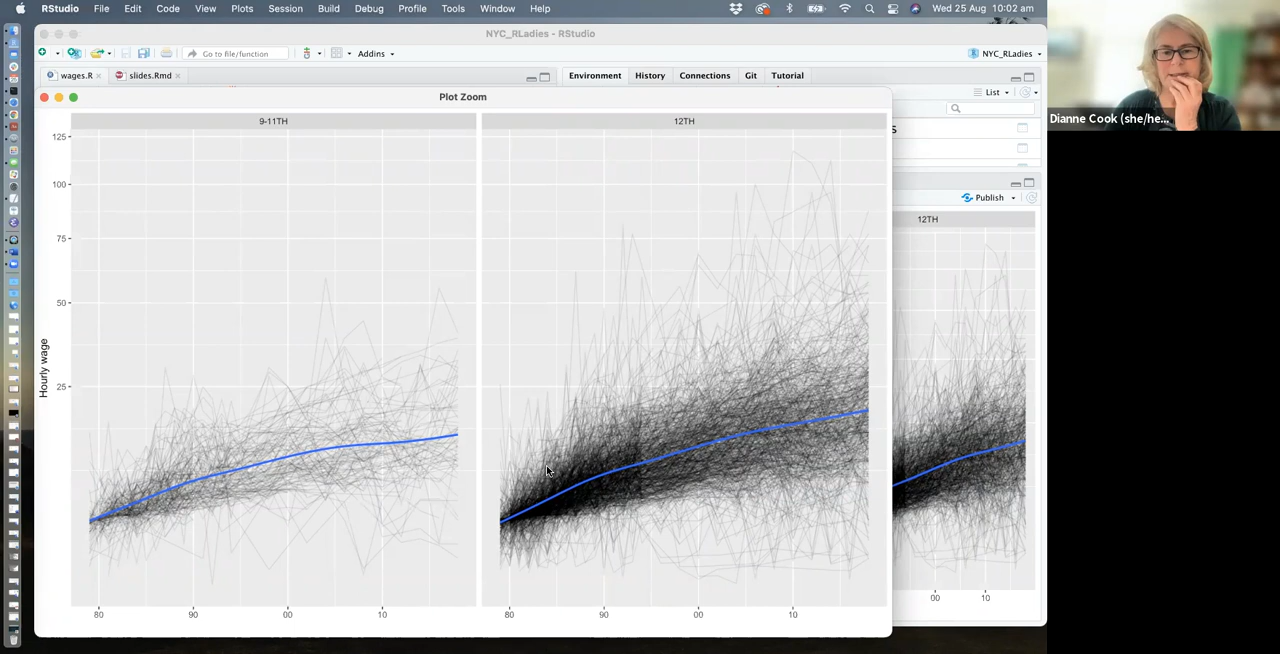 RStudio File Edit Code View Plots Session Build Debug Profile Tools Window Help Wed 25 Aug 10:02 am
NYC_RLadies - RStudio
Go to file/function Addins NYC_RLadies
wages.R slides.Rmd Environment History Connections Git Tutorial
List
Plot Zoom
Dianne Cook (she/he...
9-11TH 12TH
S
125
100
75
50
25
Hourly wage
80 90 00 10 80 90 00 10
Publish
12TH
00 10